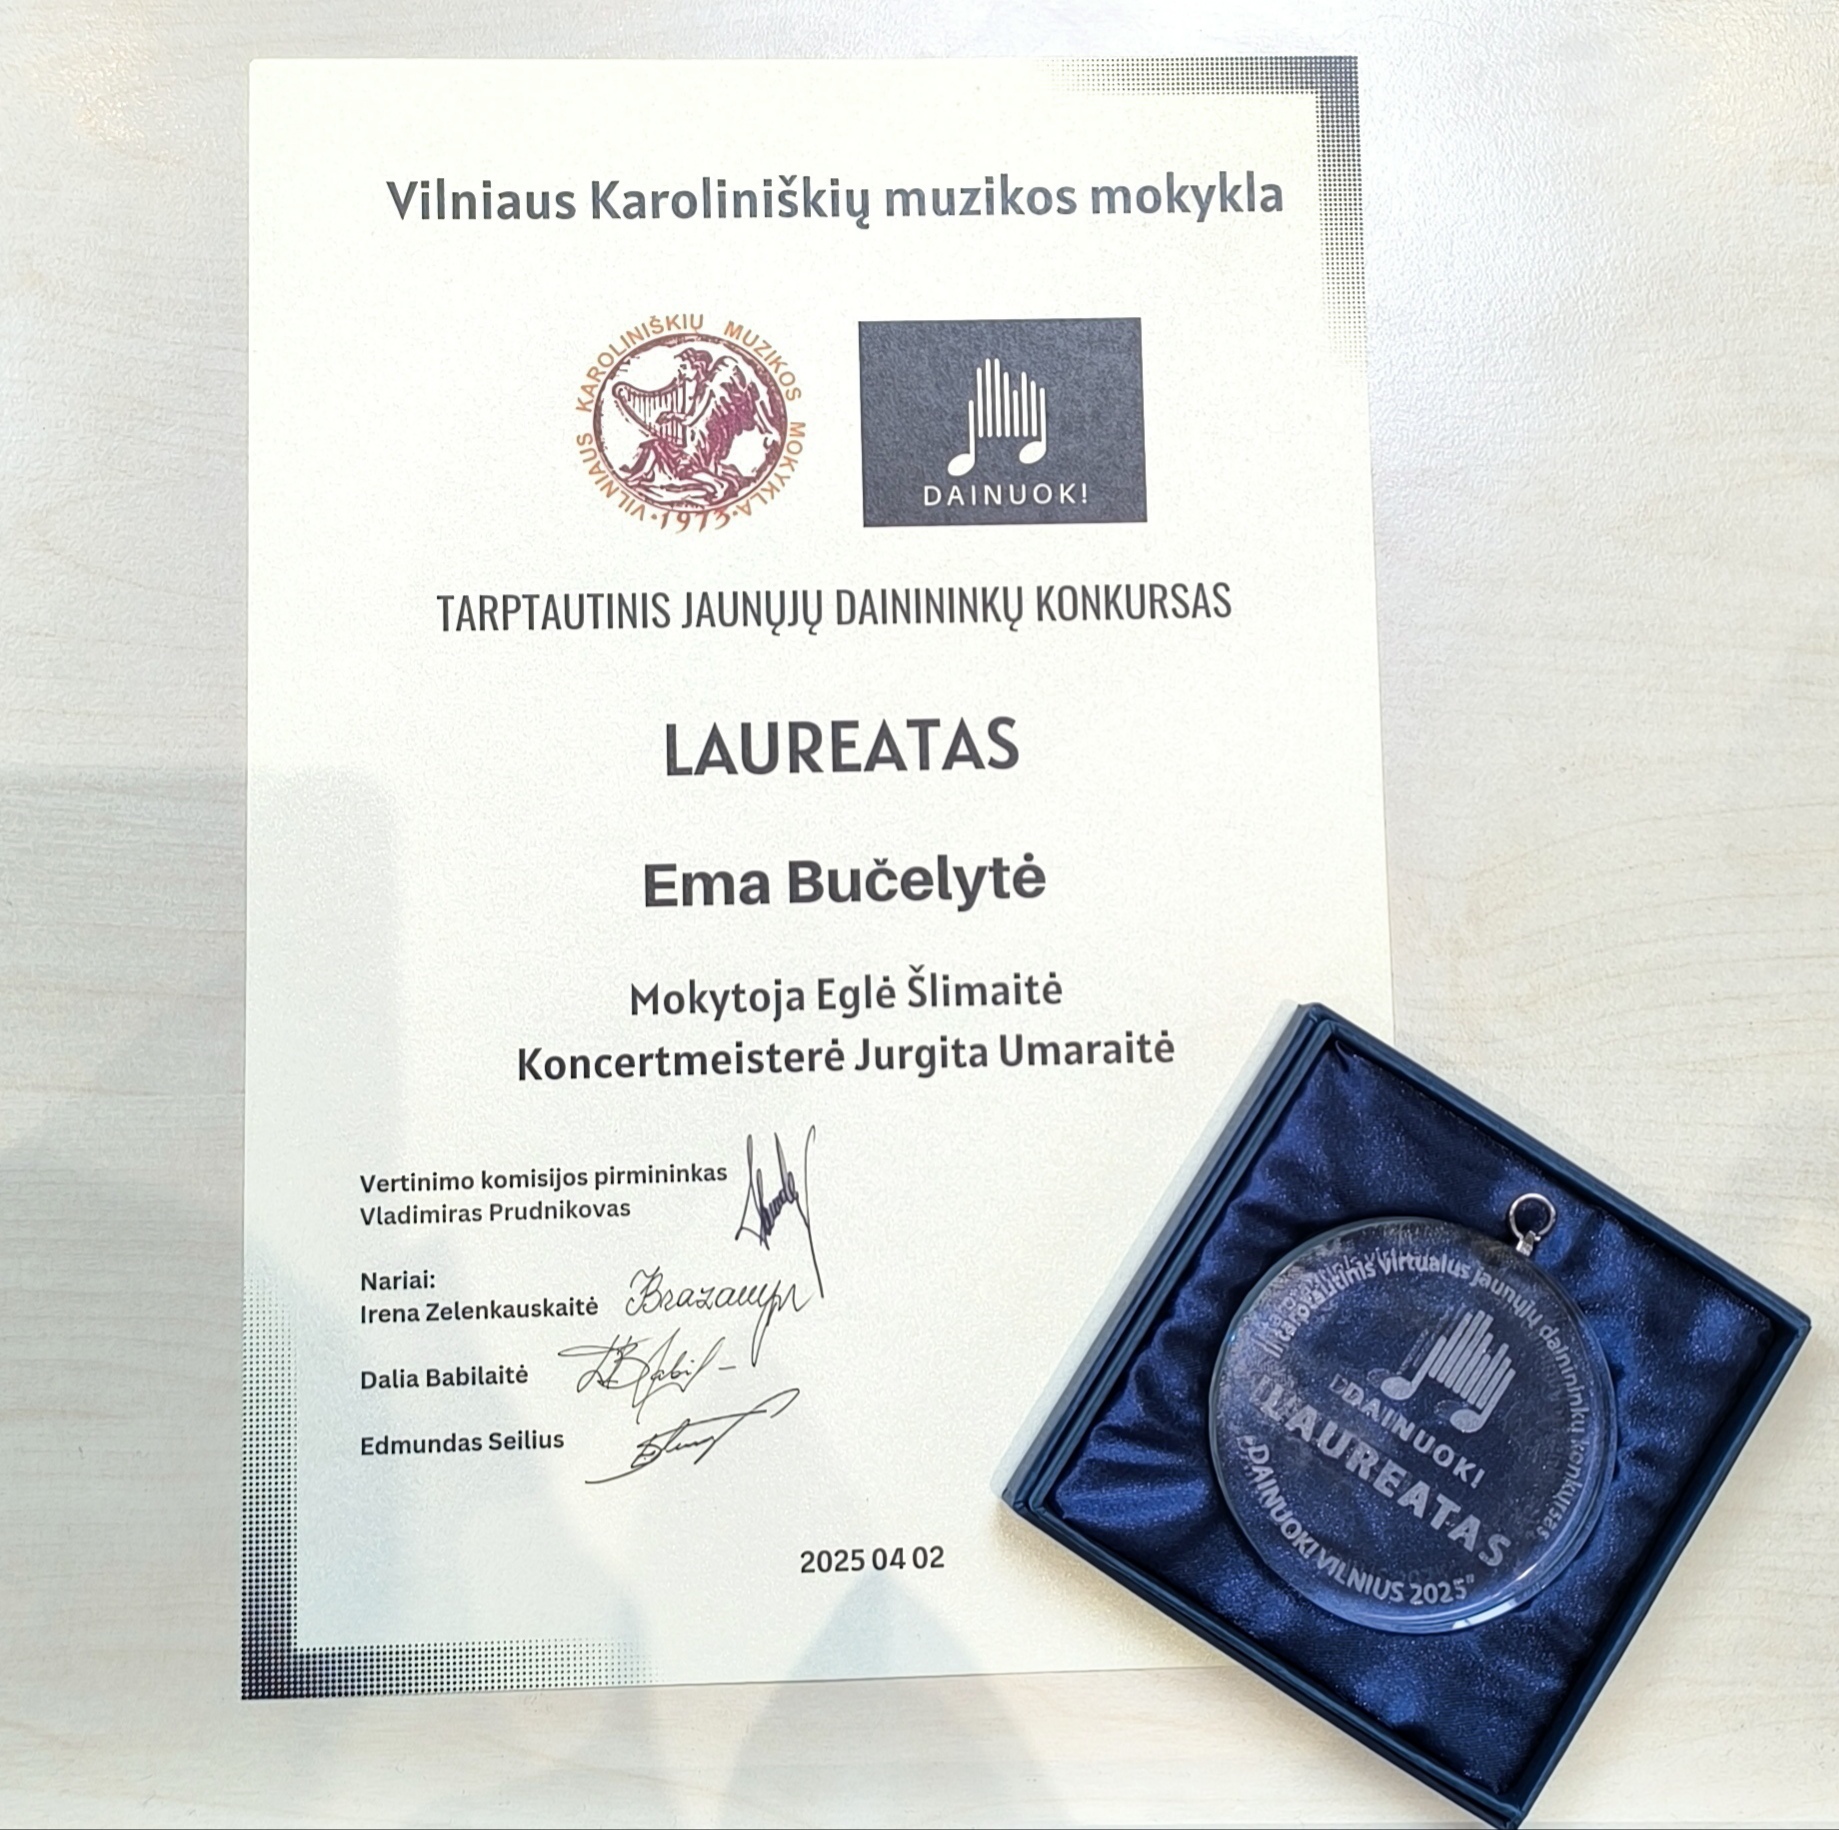 Vilniaus Karoliniškių muzikos mokykla
VILNIAUS KAROLINIŠKIŲ MUZIKOS MOKYKLA
·1973·
DAINUOK!
TARPTAUTINIS JAUNŲJŲ DAINININKŲ KONKURSAS
LAUREATAS
Ema Bučelytė
Mokytoja Eglė Šlimaitė
Koncertmeisterė Jurgita Umaraitė
Vertinimo komisijos pirmininkas
Vladimiras Prudnikovas
Nariai:
Irena Zelenkauskaitė
Dalia Babilaitė
Edmundas Seilius
2025 04 02
virtualus jaunųjų dainininkų konkursas
DAINUOK!
LAUREATAS
„DAINUOK! VILNIUS 2025"